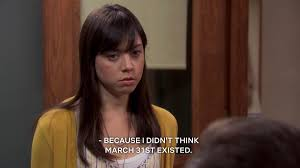 - BECAUSE I DIDN'T THINK
MARCH 31ST EXISTED.